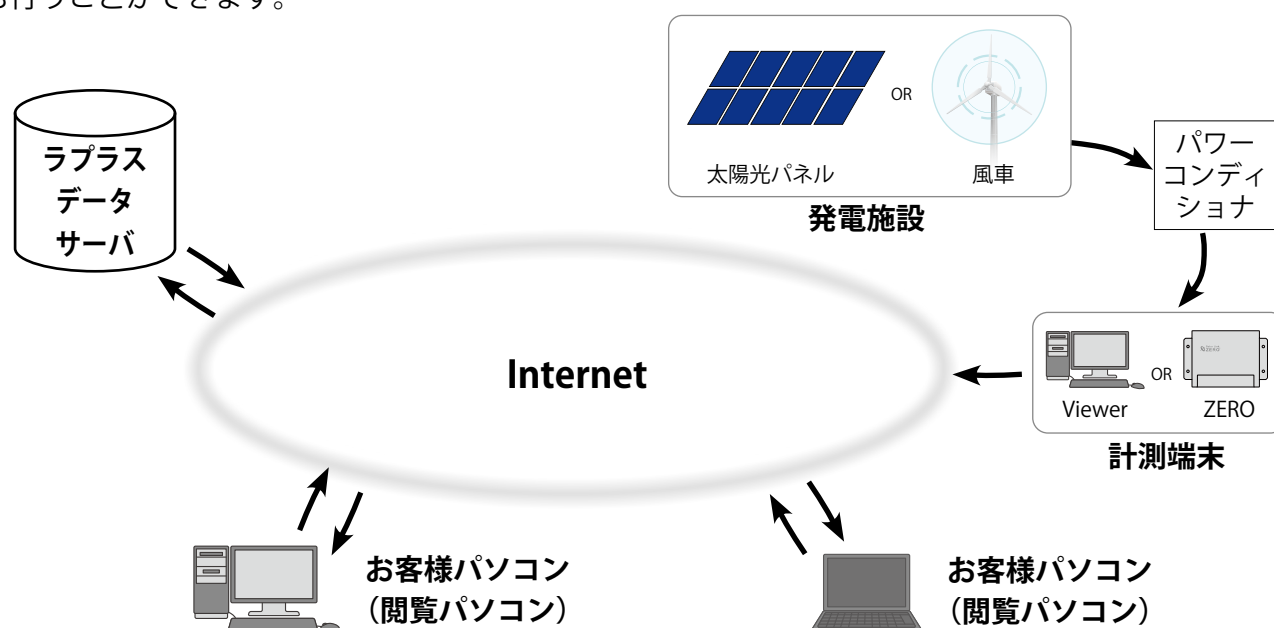 も行うことができます。
OR
太陽光パネル
風車
発電施設
パワー
コンディ
ショナ
ラプラス
データ
サーバ
Internet
OR
Viewer
ZERO
計測端末
お客様パソコン
（閲覧パソコン）
お客様パソコン
（閲覧パソコン）